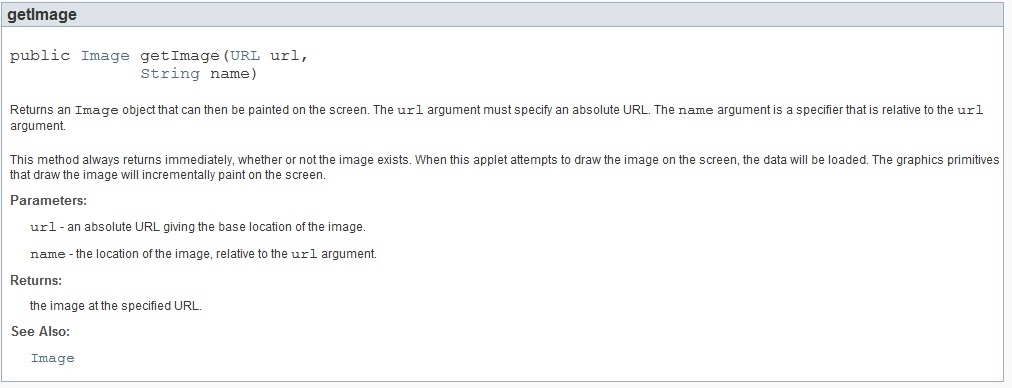 getImage
public Image getImage(URL url,
String name)
Returns an Image object that can then be painted on the screen. The url argument must specify an absolute URL. The name argument is a specifier that is relative to the url
argument.
This method always returns immediately, whether or not the image exists. When this applet attempts to draw the image on the screen, the data will be loaded. The graphics primitives
that draw the image will incrementally paint on the screen.
Parameters:
url - an absolute URL giving the base location of the image.
name - the location of the image, relative to the url argument.
Returns:
the image at the specified URL.
See Also:
Image